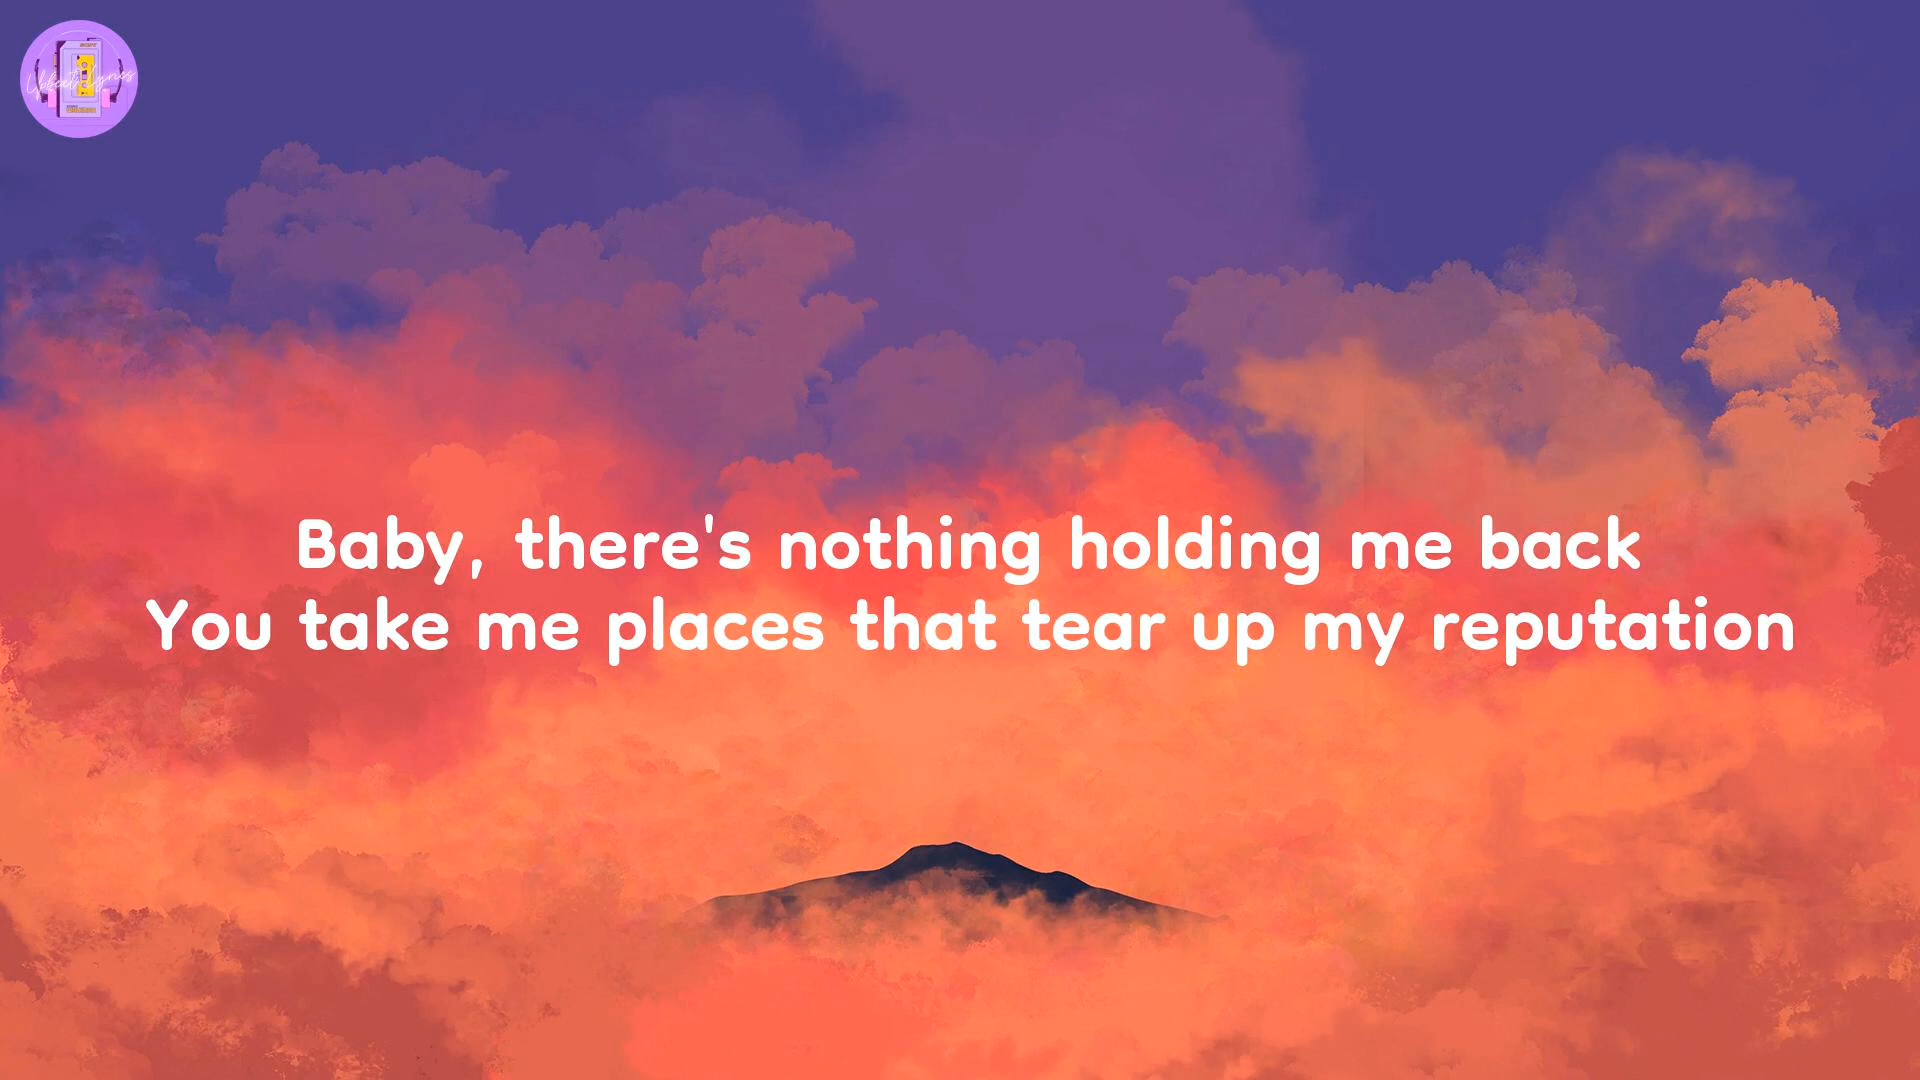 Baby, there's nothing holding me back
You take me places that tear up my reputation